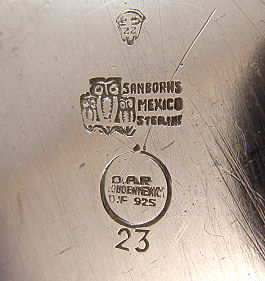 22
SANBORNS
MEXICO
STERLING
D.A.R.
D.F 925
23